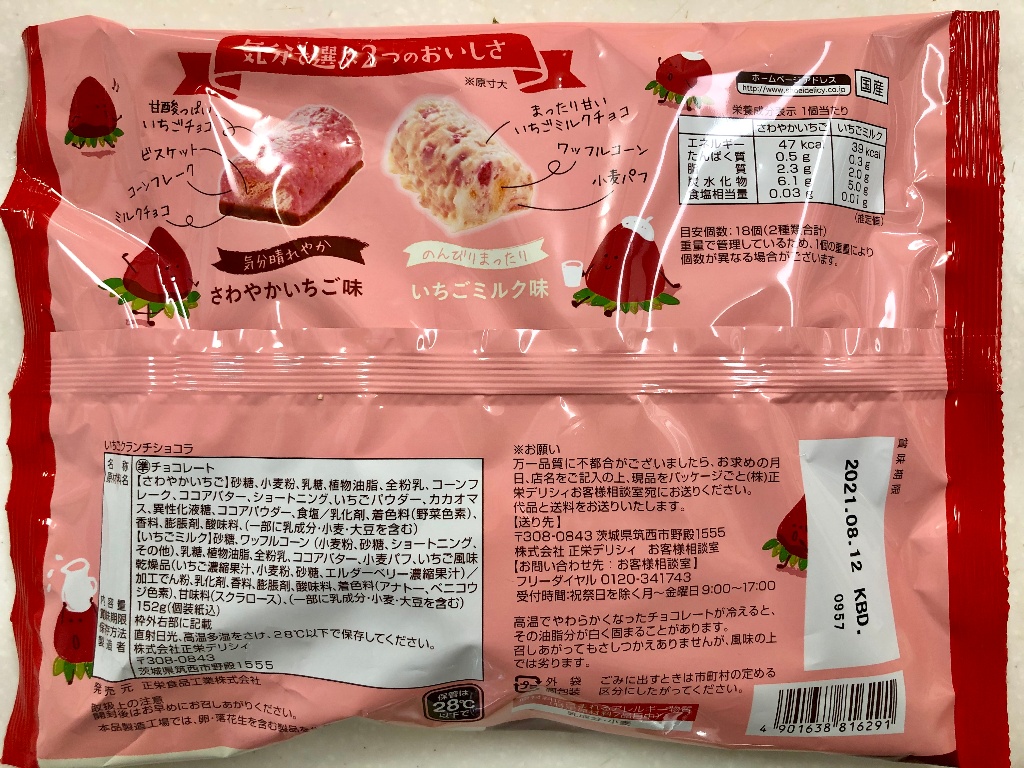 気分で選べる3つのおいしさ
※原寸大
甘酸っぱい
いちごチョコ
ビスケット
コーンフレーク
ミルクチョコ
気分晴れやか
さわやかいちご味
まったり甘い
いちごミルクチョコ
ワッフルコーン
小麦パフ
のんびりまったり
いちごミルク味
ホームページアドレス
http://www.shoeidelicy.co.jp
国産
栄養成分表示 1個当たり
さわやかいちご いちごミルク
エネルギー 47 kcal 39 kcal
たんぱく質 0.5 g 0.3 g
脂質 2.3 g 2.0 g
炭水化物 6.1 g 5.0 g
食塩相当量 0.03 g 0.01 g
(推定値)
目安個数:18個(2種類合計)
重量で管理しているため、1個の重量により
個数が異なる場合がございます。
いちごクランチショコラ
名称 準チョコレート
原材料名 【さわやかいちご】砂糖、小麦粉、乳糖、植物油脂、全粉乳、コーンフ
レーク、ココアバター、ショートニング、いちごパウダー、カカオマ
ス、異性化液糖、ココアパウダー、食塩／乳化剤、着色料(野菜色素)、
香料、膨脹剤、酸味料、(一部に乳成分・小麦・大豆を含む)
【いちごミルク】砂糖、ワッフルコーン(小麦粉、砂糖、ショートニング、
その他)、乳糖、植物油脂、全粉乳、ココアバター、小麦パフ、いちご風味
乾燥品(いちご濃縮果汁、小麦粉、砂糖、エルダーベリー濃縮果汁)／
加工でん粉、乳化剤、香料、膨脹剤、酸味料、着色料(アナトー、ベニコウ
ジ色素)、甘味料(スクラロース)、(一部に乳成分・小麦・大豆を含む)
内容量 152g(個装紙込)
賞味期限 枠外右部に記載
保存方法 直射日光、高温多湿をさけ、28℃以下で保存してください。
製造者 株式会社正栄デリシィ
〒308-0843
茨城県筑西市野殿1555
発売元 正栄食品工業株式会社
取扱上の注意
開封後はお早めにお召しあがりください。
本品製造工場では、卵・落花生を含む製品を
保管は
28℃
以下で
※お願い
万一品質に不都合がございましたら、お求めの月
日、店名をご記入の上、現品をパッケージごと(株)正
栄デリシィお客様相談室宛にお送りください。
代品と送料をお送りいたします。
【送り先】
〒308-0843 茨城県筑西市野殿1555
株式会社 正栄デリシィ お客様相談室
【お問い合わせ先:お客様相談室】
フリーダイヤル 0120-341743
受付時間:祝祭日を除く月～金曜日 9:00～17:00
高温でやわらかくなったチョコレートが冷えると、
その油脂分が白く固まることがあります。
召しあがってもさしつかえありませんが、風味の上
では劣ります。
外袋
個包装
ごみに出すときは市町村の定める
区分にしたがってください。
乳成分・小麦
賞味期限
2021.08.12 KBD.
0957
4 901638 816291